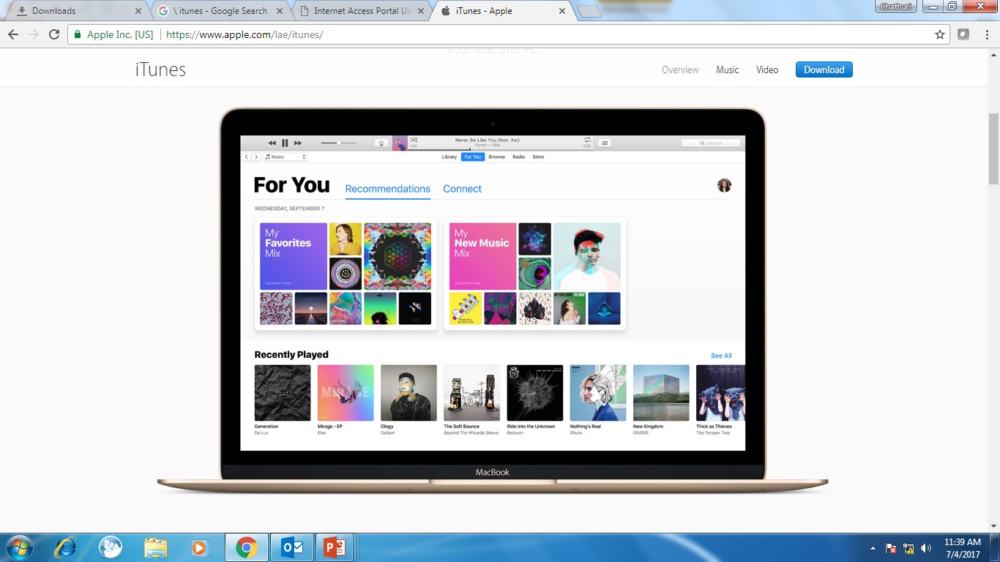 Downloads
\ itunes - Google Search
Internet Access Portal Us
iTunes - Apple
Chathuri
Apple Inc. [US]
https://www.apple.com/lae/itunes/
your Mac and PC.
iTunes
Overview
Music
Video
Download
Never Be Like You (feat. Kai)
Flume — Skin
1:01
-2:52
Search
Music
Library
For You
Browse
Radio
Store
For You
Recommendations
Connect
WEDNESDAY, SEPTEMBER 7
My
Favorites
Mix
Updated Today
My
New Music
Mix
Updated Friday
Recently Played
See All
MIRAGE
Generation
De Lux
Mirage - EP
Else
Ology
Gallant
The Soft Bounce
Beyond The Wizards Sleeve
Ride into the Unknown
Bedouin
Nothing's Real
Shura
New Kingdom
GIVERS
Thick as Thieves
The Temper Trap
MacBook
11:39 AM
7/4/2017